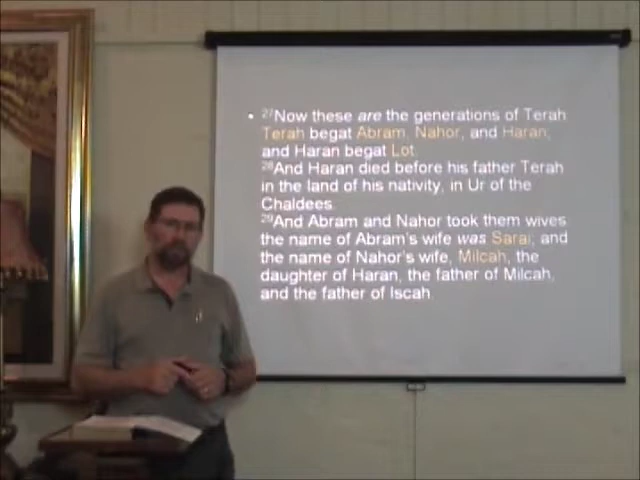 • ²⁷Now these are the generations of Terah
Terah begat Abram, Nahor, and Haran;
and Haran begat Lot.
²⁸And Haran died before his father Terah
in the land of his nativity, in Ur of the
Chaldees.
²⁹And Abram and Nahor took them wives
the name of Abram's wife was Sarai; and
the name of Nahor's wife, Milcah, the
daughter of Haran, the father of Milcah,
and the father of Iscah